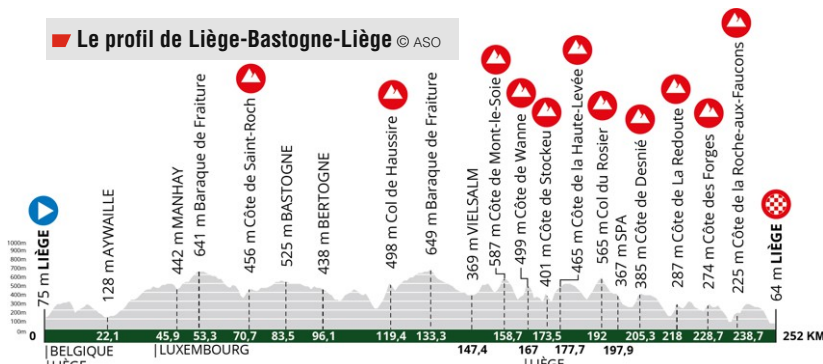 Le profil de Liège-Bastogne-Liège © ASO
75 m LIÈGE
128 m AYWAILLE
442 m MANHAY
641 m Baraque de Fraiture
456 m Côte de Saint-Roch
525 m BASTOGNE
438 m BERTOGNE
498 m Col de Haussire
649 m Baraque de Fraiture
369 m VIELSALM
587 m Côte de Mont-le-Soie
499 m Côte de Wanne
401 m Côte de Stockeu
465 m Côte de la Haute-Levée
565 m Col du Rosier
367 m SPA
385 m Côte de Desnié
287 m Côte de La Redoute
274 m Côte des Forges
225 m Côte de la Roche-aux-Faucons
64 m LIÈGE
1000m
900m
800m
700m
600m
500m
400m
300m
200m
100m
0m
0 22,1 45,9 53,3 70,7 83,5 96,1 119,4 133,3 158,7 173,5 192 205,3 218 228,7 238,7 252 KM
147,4 167 177,7 197,9
BELGIQUE LUXEMBOURG LIÈGE
LIÈGE